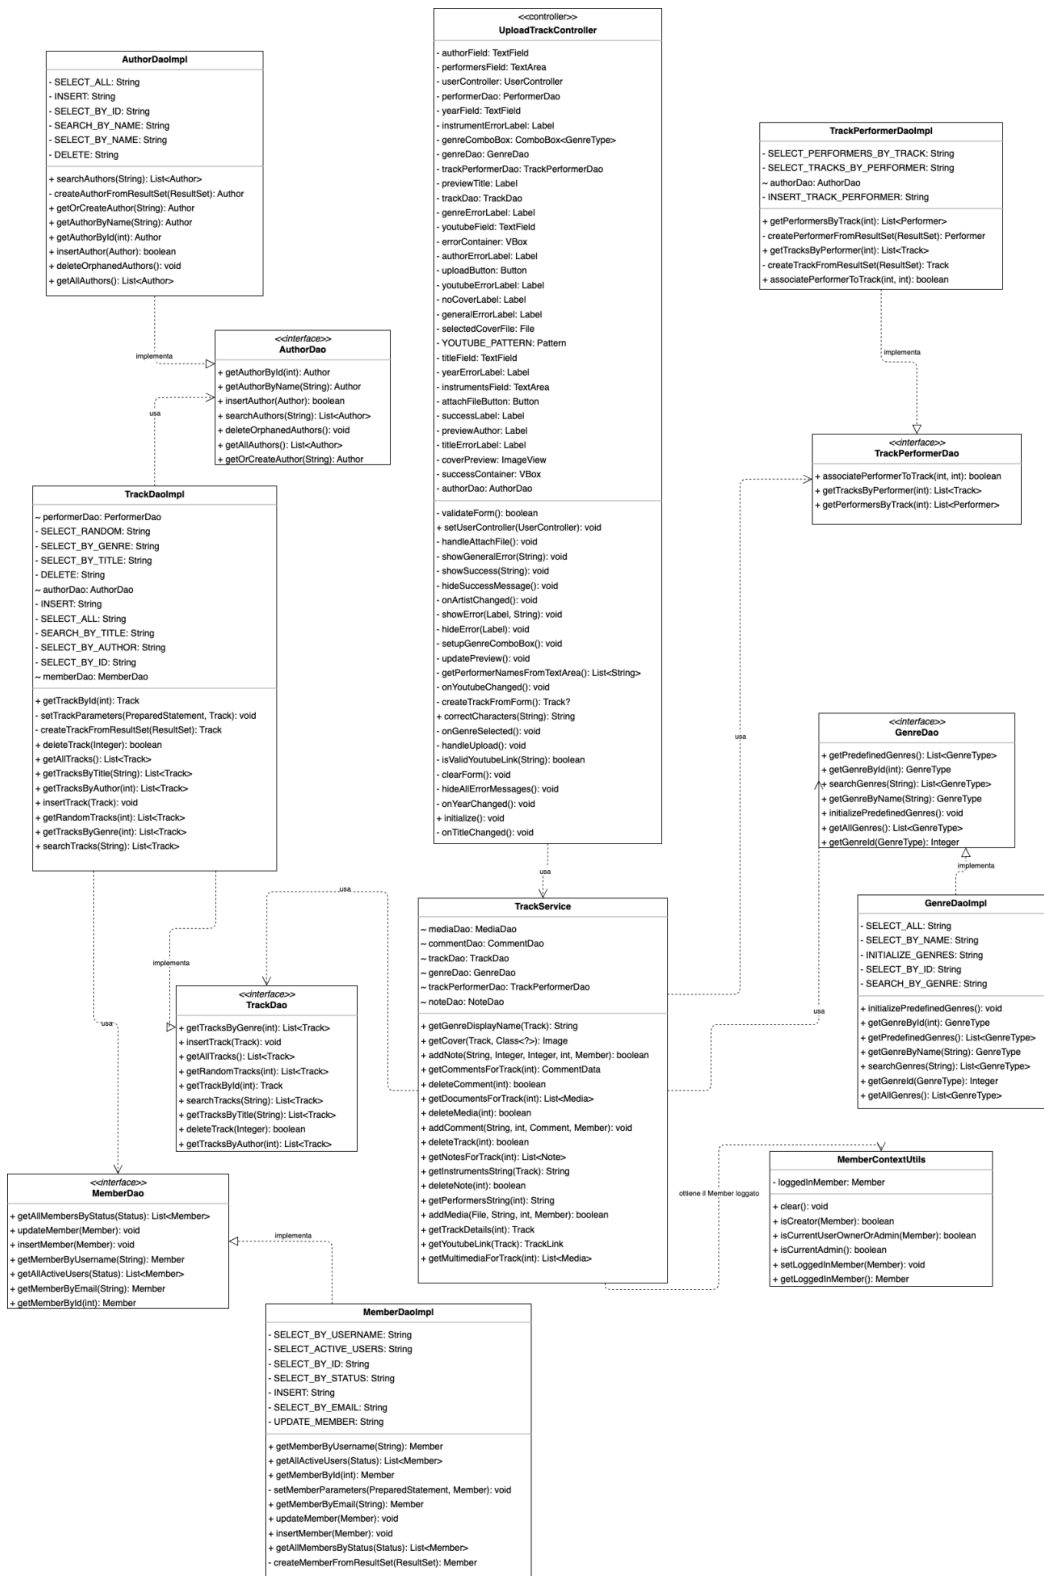 <<controller>>
UploadTrackController
- authorField: TextField
- performersField: TextArea
- userController: UserController
- performerDao: PerformerDao
- yearField: TextField
- instrumentErrorLabel: Label
- genreComboBox: ComboBox<GenreType>
- genreDao: GenreDao
- trackPerformerDao: TrackPerformerDao
- previewTitle: Label
- trackDao: TrackDao
- genreErrorLabel: Label
- youtubeField: TextField
- errorContainer: VBox
- authorErrorLabel: Label
- uploadButton: Button
- youtubeErrorLabel: Label
- noCoverLabel: Label
- generalErrorLabel: Label
- selectedCoverFile: File
- YOUTUBE_PATTERN: Pattern
- titleField: TextField
- yearErrorLabel: Label
- instrumentsField: TextArea
- attachFileButton: Button
- successLabel: Label
- previewAuthor: Label
- titleErrorLabel: Label
- coverPreview: ImageView
- successContainer: VBox
- authorDao: AuthorDao
- validateForm(): boolean
+ setUserController(UserController): void
- handleAttachFile(): void
- showGeneralError(String): void
- showSuccess(String): void
- hideSuccessMessage(): void
- onArtistChanged(): void
- showError(Label, String): void
- hideError(Label): void
- setupGenreComboBox(): void
- updatePreview(): void
- getPerformerNamesFromTextArea(): List<String>
- onYoutubeChanged(): void
- createTrackFromForm(): Track?
+ correctCharacters(String): String
- onGenreSelected(): void
- handleUpload(): void
- isValidYoutubeLink(String): boolean
- clearForm(): void
- hideAllErrorMessages(): void
- onYearChanged(): void
+ initialize(): void
- onTitleChanged(): void
AuthorDaoImpl
- SELECT_ALL: String
- INSERT: String
- SELECT_BY_ID: String
- SEARCH_BY_NAME: String
- SELECT_BY_NAME: String
- DELETE: String
+ searchAuthors(String): List<Author>
- createAuthorFromResultSet(ResultSet): Author
+ getOrCreateAuthor(String): Author
+ getAuthorByName(String): Author
+ getAuthorById(int): Author
+ insertAuthor(Author): boolean
+ deleteOrphanedAuthors(): void
+ getAllAuthors(): List<Author>
implementa
<<interface>>
AuthorDao
+ getAuthorById(int): Author
+ getAuthorByName(String): Author
+ insertAuthor(Author): boolean
+ searchAuthors(String): List<Author>
+ deleteOrphanedAuthors(): void
+ getAllAuthors(): List<Author>
+ getOrCreateAuthor(String): Author
usa
TrackPerformerDaoImpl
- SELECT_PERFORMERS_BY_TRACK: String
- SELECT_TRACKS_BY_PERFORMER: String
~ authorDao: AuthorDao
- INSERT_TRACK_PERFORMER: String
+ getPerformersByTrack(int): List<Performer>
- createPerformerFromResultSet(ResultSet): Performer
+ getTracksByPerformer(int): List<Track>
- createTrackFromResultSet(ResultSet): Track
+ associatePerformerToTrack(int, int): boolean
implementa
<<interface>>
TrackPerformerDao
+ associatePerformerToTrack(int, int): boolean
+ getTracksByPerformer(int): List<Track>
+ getPerformersByTrack(int): List<Performer>
usa
TrackDaoImpl
~ performerDao: PerformerDao
- SELECT_RANDOM: String
- SELECT_BY_GENRE: String
- SELECT_BY_TITLE: String
- DELETE: String
~ authorDao: AuthorDao
- INSERT: String
- SELECT_ALL: String
- SEARCH_BY_TITLE: String
- SELECT_BY_AUTHOR: String
- SELECT_BY_ID: String
~ memberDao: MemberDao
+ getTrackById(int): Track
- setTrackParameters(PreparedStatement, Track): void
- createTrackFromResultSet(ResultSet): Track
+ deleteTrack(Integer): boolean
+ getAllTracks(): List<Track>
+ getTracksByTitle(String): List<Track>
+ getTracksByAuthor(int): List<Track>
+ insertTrack(Track): void
+ getRandomTracks(int): List<Track>
+ getTracksByGenre(int): List<Track>
+ searchTracks(String): List<Track>
<<interface>>
GenreDao
+ getPredefinedGenres(): List<GenreType>
+ getGenreById(int): GenreType
+ searchGenres(String): List<GenreType>
+ getGenreByName(String): GenreType
+ initializePredefinedGenres(): void
+ getAllGenres(): List<GenreType>
+ getGenreId(GenreType): Integer
implementa
GenreDaoImpl
- SELECT_ALL: String
- SELECT_BY_NAME: String
- INITIALIZE_GENRES: String
- SELECT_BY_ID: String
- SEARCH_BY_GENRE: String
+ initializePredefinedGenres(): void
+ getGenreById(int): GenreType
+ getPredefinedGenres(): List<GenreType>
+ getGenreByName(String): GenreType
+ searchGenres(String): List<GenreType>
+ getGenreId(GenreType): Integer
+ getAllGenres(): List<GenreType>
usa
usa
usa
TrackService
~ mediaDao: MediaDao
~ commentDao: CommentDao
~ trackDao: TrackDao
~ genreDao: GenreDao
~ trackPerformerDao: TrackPerformerDao
~ noteDao: NoteDao
+ getGenreDisplayName(Track): String
+ getCover(Track, Class<?>): Image
+ addNote(String, Integer, Integer, int, Member): boolean
+ getCommentsForTrack(int): CommentData
+ deleteComment(int): boolean
+ getDocumentsForTrack(int): List<Media>
+ deleteMedia(int): boolean
+ addComment(String, int, Comment, Member): void
+ deleteTrack(int): boolean
+ getNotesForTrack(int): List<Note>
+ getInstrumentsString(Track): String
+ deleteNote(int): boolean
+ getPerformersString(int): String
+ addMedia(File, String, int, Member): boolean
+ getTrackDetails(int): Track
+ getYoutubeLink(Track): TrackLink
+ getMultimediaForTrack(int): List<Media>
implementa
<<interface>>
TrackDao
+ getTracksByGenre(int): List<Track>
+ insertTrack(Track): void
+ getAllTracks(): List<Track>
+ getRandomTracks(int): List<Track>
+ getTrackById(int): Track
+ searchTracks(String): List<Track>
+ getTracksByTitle(String): List<Track>
+ deleteTrack(Integer): boolean
+ getTracksByAuthor(int): List<Track>
usa
ottiene il Member loggato
MemberContextUtils
- loggedInMember: Member
+ clear(): void
+ isCreator(Member): boolean
+ isCurrentUserOwnerOrAdmin(Member): boolean
+ isCurrentAdmin(): boolean
+ setLoggedInMember(Member): void
+ getLoggedInMember(): Member
<<interface>>
MemberDao
+ getAllMembersByStatus(Status): List<Member>
+ updateMember(Member): void
+ insertMember(Member): void
+ getMemberByUsername(String): Member
+ getAllActiveUsers(Status): List<Member>
+ getMemberByEmail(String): Member
+ getMemberById(int): Member
implementa
MemberDaoImpl
- SELECT_BY_USERNAME: String
- SELECT_ACTIVE_USERS: String
- SELECT_BY_ID: String
- SELECT_BY_STATUS: String
- INSERT: String
- SELECT_BY_EMAIL: String
- UPDATE_MEMBER: String
+ getMemberByUsername(String): Member
+ getAllActiveUsers(Status): List<Member>
+ getMemberById(int): Member
- setMemberParameters(PreparedStatement, Member): void
+ getMemberByEmail(String): Member
+ updateMember(Member): void
+ insertMember(Member): void
+ getAllMembersByStatus(Status): List<Member>
- createMemberFromResultSet(ResultSet): Member